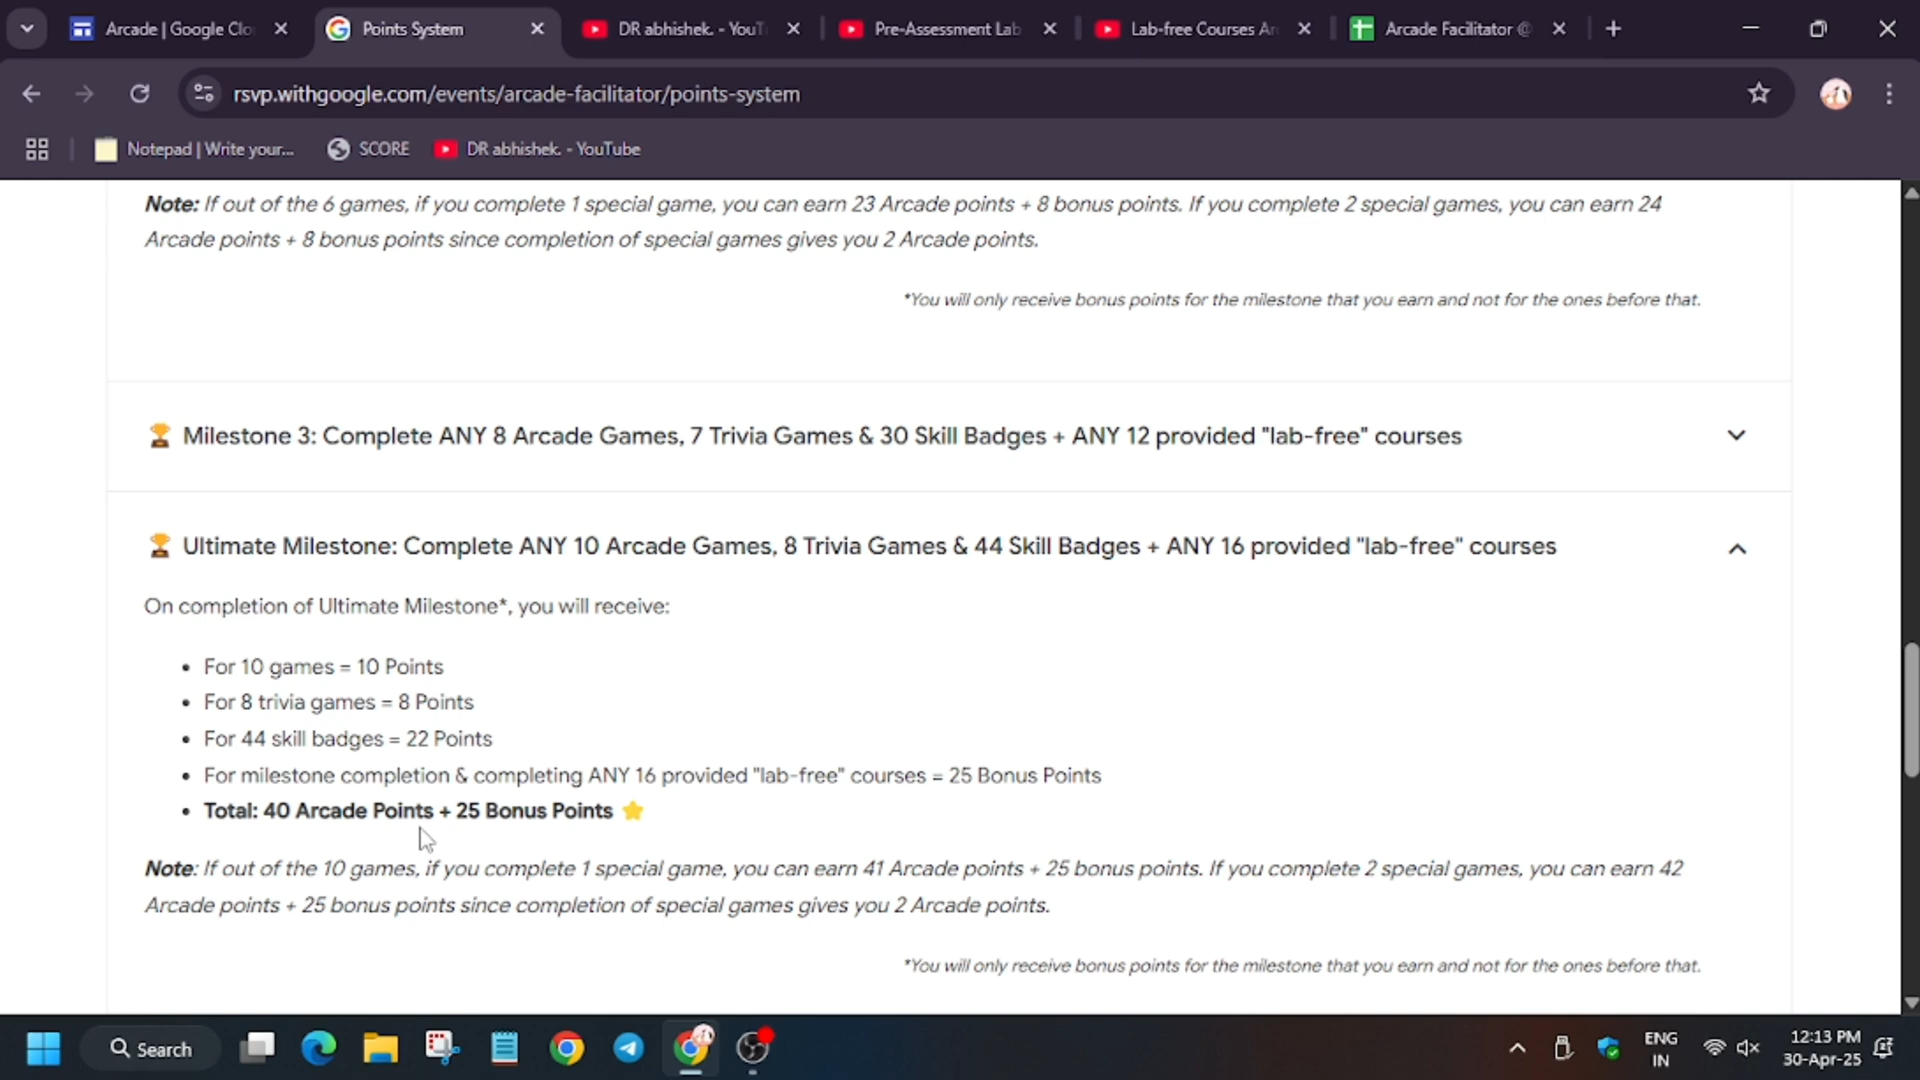 Arcade | Google Clo
Points System
DR abhishek. - YouT
Pre-Assessment Lab
Lab-free Courses Ar
Arcade Facilitator @
rsvp.withgoogle.com/events/arcade-facilitator/points-system
Notepad | Write your...
SCORE
DR abhishek. - YouTube
Note: If out of the 6 games, if you complete 1 special game, you can earn 23 Arcade points + 8 bonus points. If you complete 2 special games, you can earn 24
Arcade points + 8 bonus points since completion of special games gives you 2 Arcade points.
*You will only receive bonus points for the milestone that you earn and not for the ones before that.
Milestone 3: Complete ANY 8 Arcade Games, 7 Trivia Games & 30 Skill Badges + ANY 12 provided "lab-free" courses
Ultimate Milestone: Complete ANY 10 Arcade Games, 8 Trivia Games & 44 Skill Badges + ANY 16 provided "lab-free" courses
On completion of Ultimate Milestone*, you will receive:
• For 10 games = 10 Points
• For 8 trivia games = 8 Points
• For 44 skill badges = 22 Points
• For milestone completion & completing ANY 16 provided "lab-free" courses = 25 Bonus Points
• Total: 40 Arcade Points + 25 Bonus Points
Note: If out of the 10 games, if you complete 1 special game, you can earn 41 Arcade points + 25 bonus points. If you complete 2 special games, you can earn 42
Arcade points + 25 bonus points since completion of special games gives you 2 Arcade points.
*You will only receive bonus points for the milestone that you earn and not for the ones before that.
Search
ENG
IN
12:13 PM
30-Apr-25